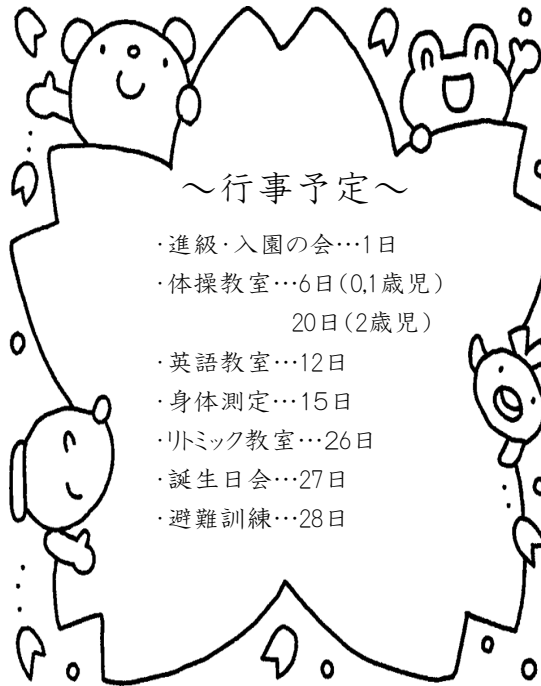 ～行事予定～
・進級・入園の会…1日
・体操教室…6日（0,1歳児）
20日（2歳児）
・英語教室…12日
・身体測定…15日
・リトミック教室…26日
・誕生日会…27日
・避難訓練…28日